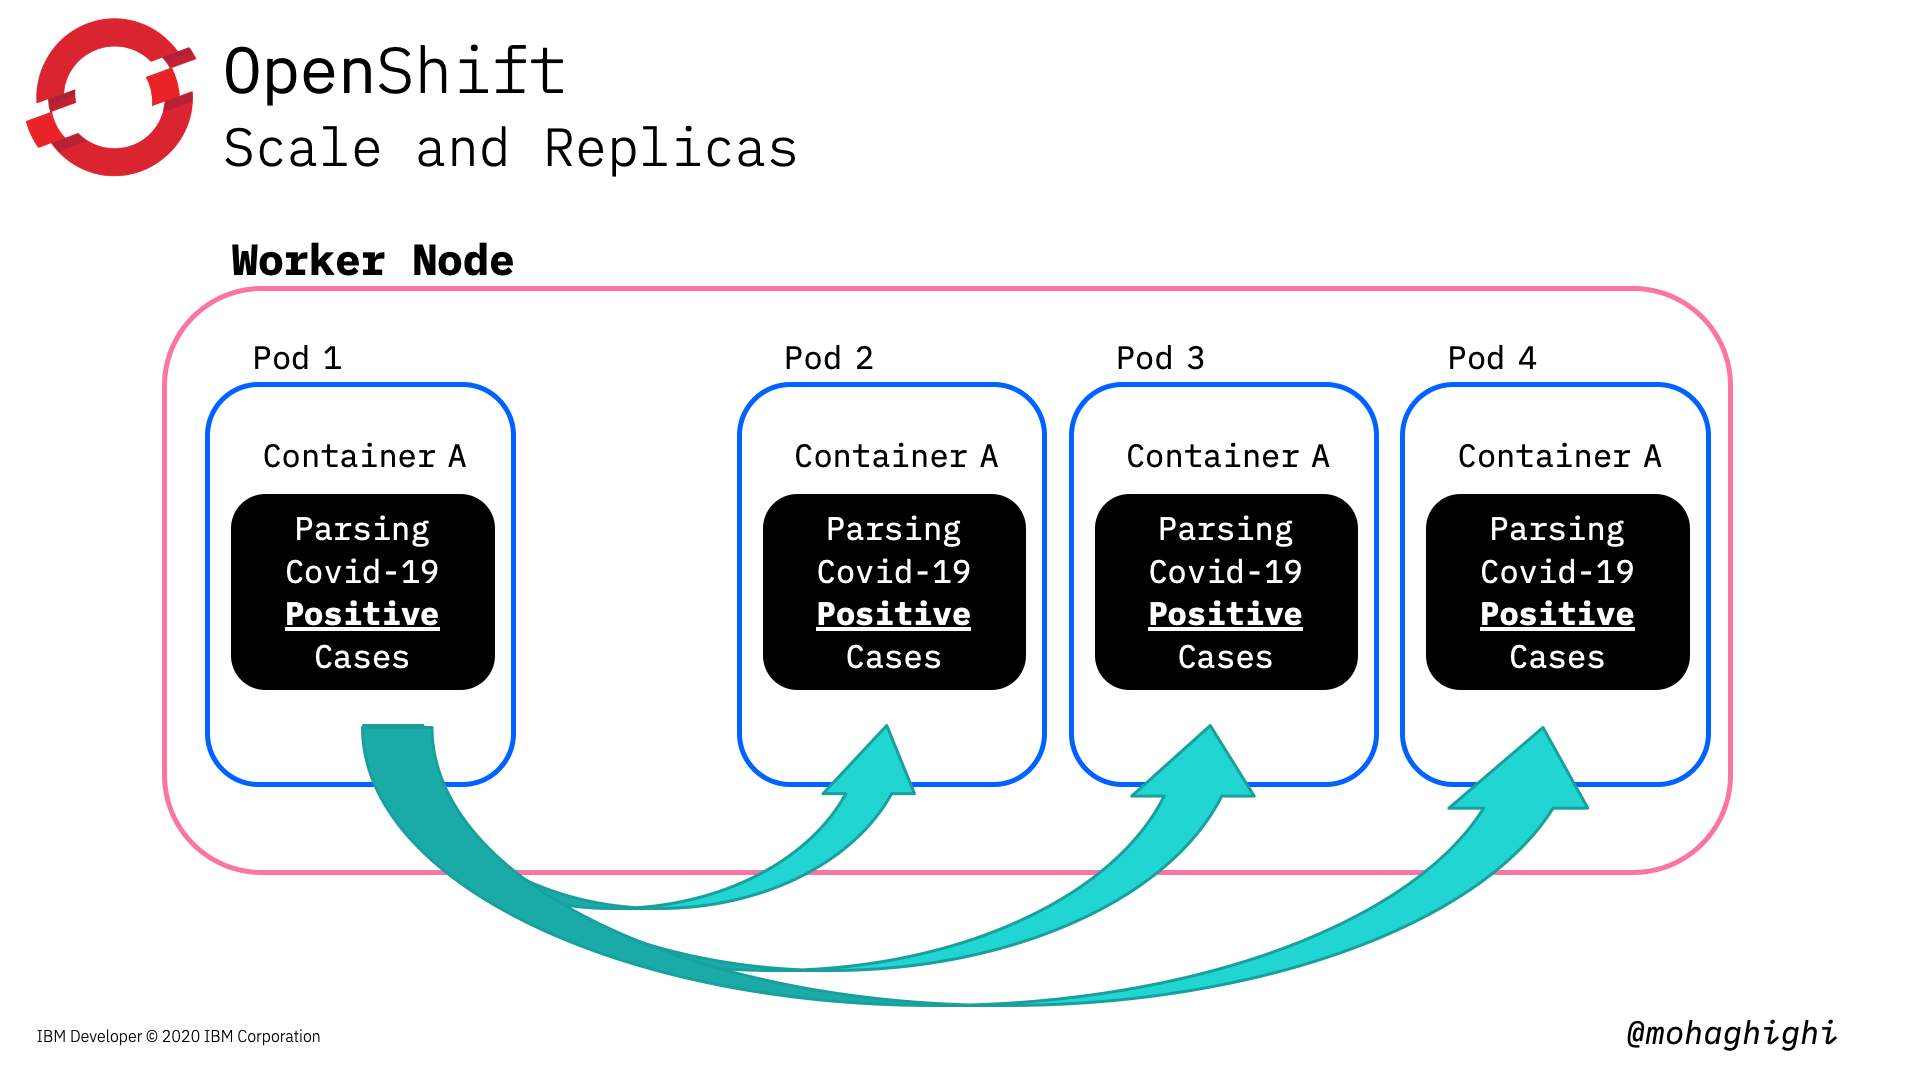 OpenShift
Scale and Replicas
Worker Node
Pod 1
Container A
Parsing
Covid-19
Positive
Cases
Pod 2
Container A
Parsing
Covid-19
Positive
Cases
Pod 3
Container A
Parsing
Covid-19
Positive
Cases
Pod 4
Container A
Parsing
Covid-19
Positive
Cases
IBM Developer © 2020 IBM Corporation
@mohaghighi